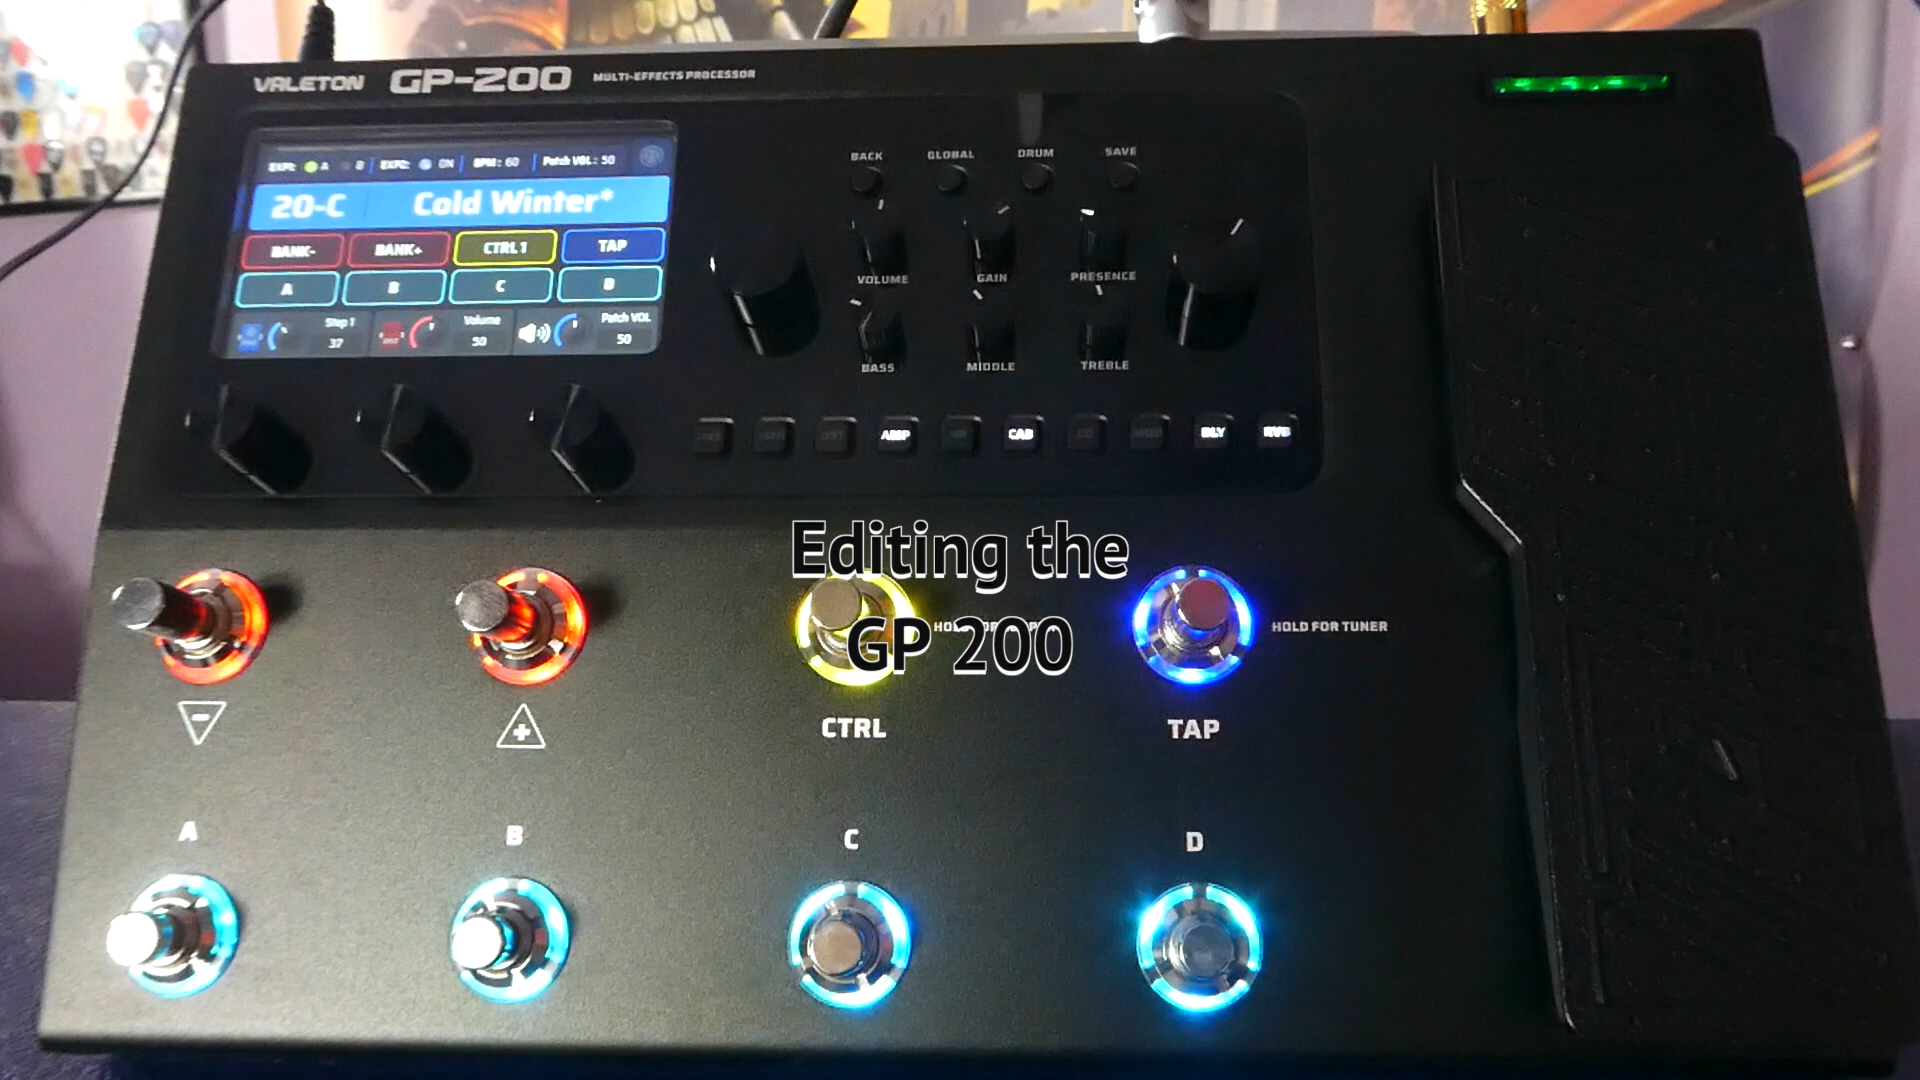 VALETON GP-200 MULTI-EFFECTS PROCESSOR
EXP1: A B EXP2: ON BPM: 60 Patch VOL: 50
20-C Cold Winter*
BANK- BANK+ CTRL 1 TAP
A B C D
Step 1 Volume Patch VOL
37 50 50
BACK GLOBAL DRUM SAVE
VOLUME GAIN PRESENCE
BASS MIDDLE TREBLE
AMP CAB DLY RVB
Editing the
GP 200
HOLD FOR TUNER
- +
CTRL TAP
A B C D